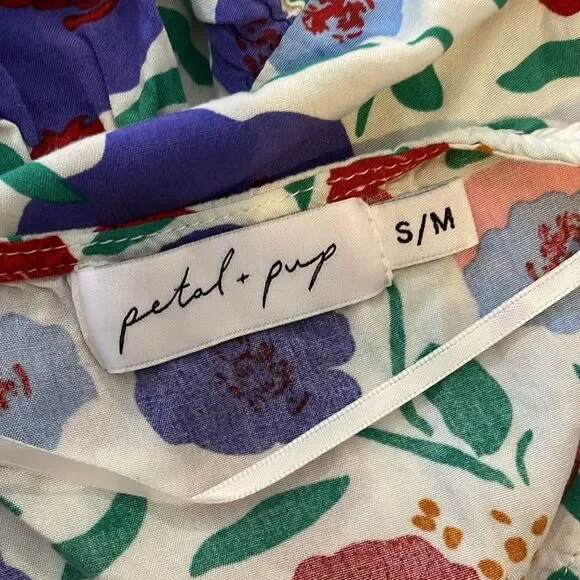 petal + pup
S/M